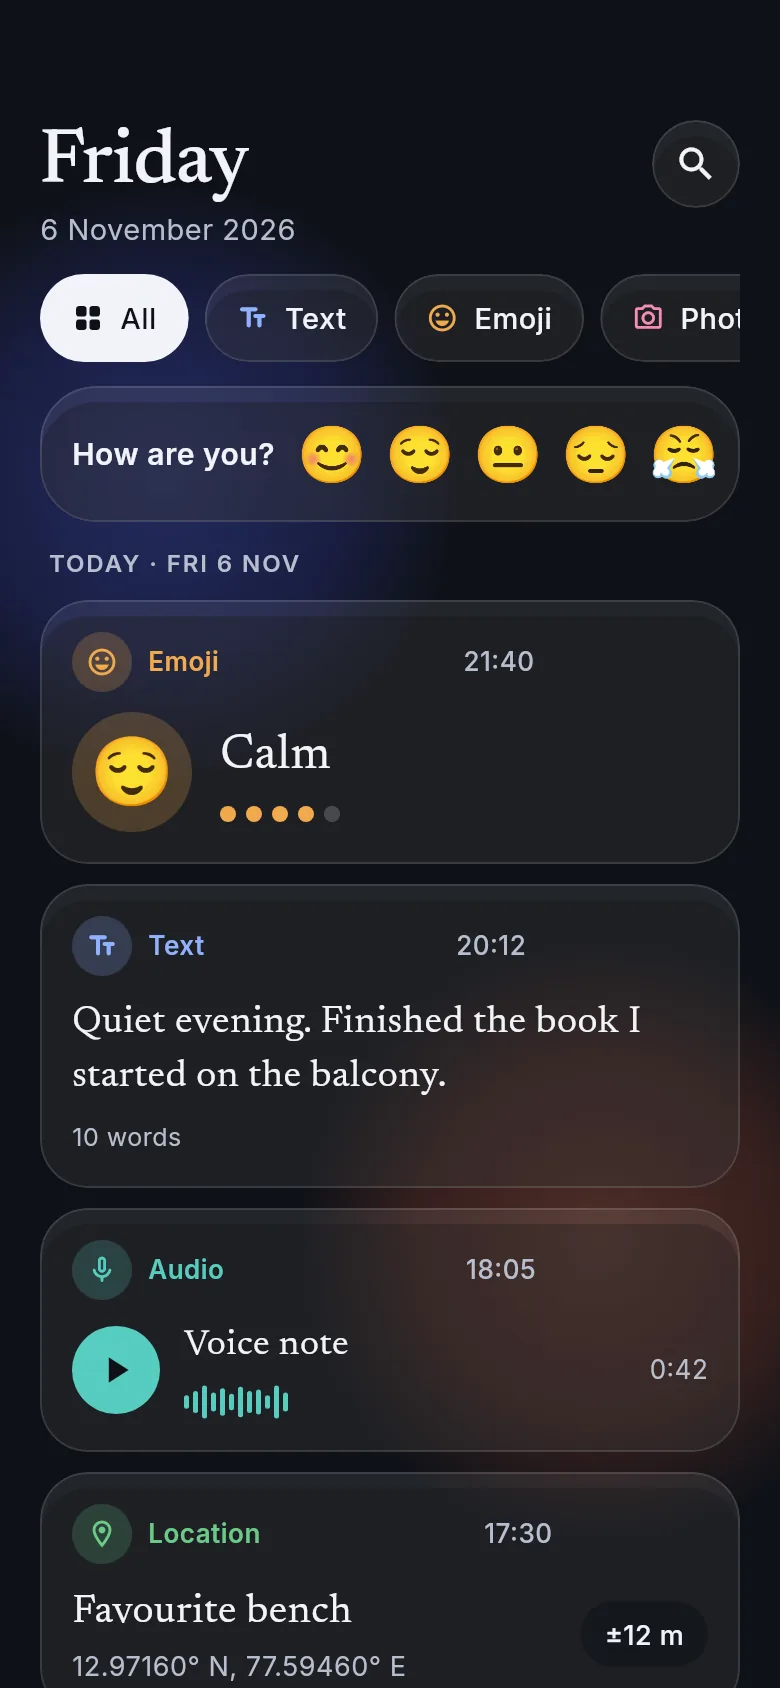 Friday
6 November 2026
All
Text
Emoji
Phot
How are you?
TODAY · FRI 6 NOV
Emoji
21:40
Calm
Text
20:12
Quiet evening. Finished the book I
started on the balcony.
10 words
Audio
18:05
Voice note
0:42
Location
17:30
Favourite bench
±12 m
12.97160° N, 77.59460° E